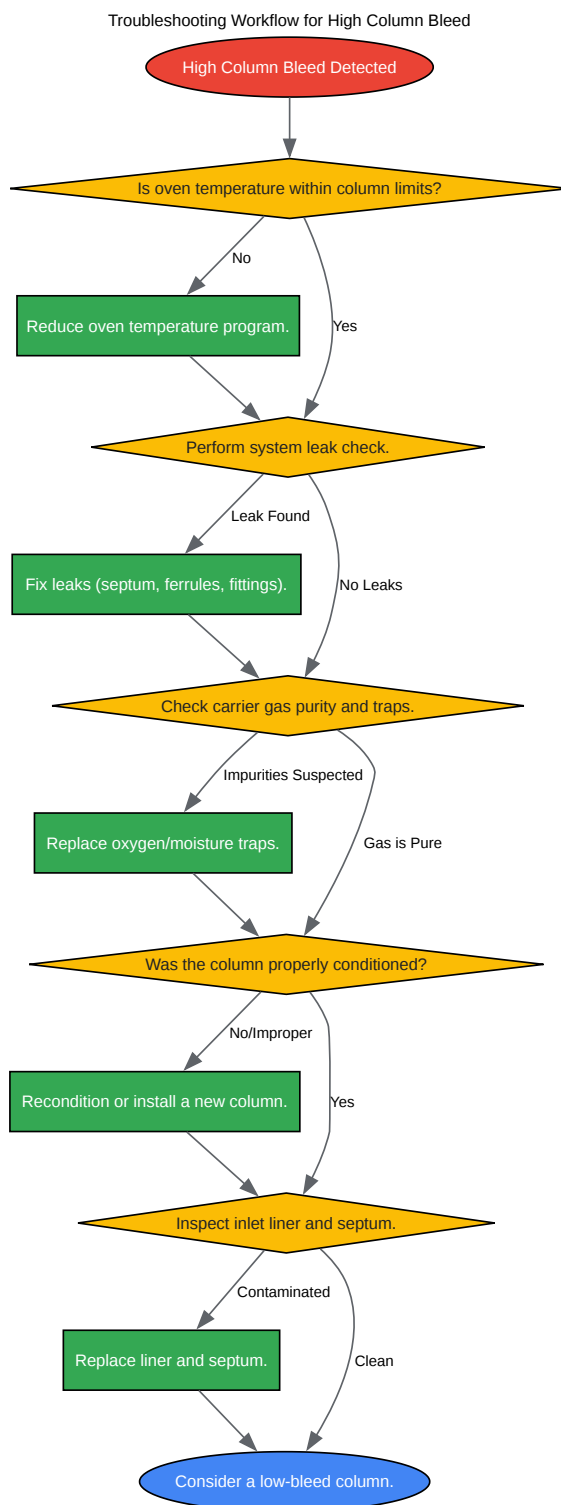 Troubleshooting Workflow for High Column Bleed
High Column Bleed Detected
Is oven temperature within column limits?
No
Reduce oven temperature program.
Yes
Perform system leak check.
Leak Found
Fix leaks (septum, ferrules, fittings).
No Leaks
Check carrier gas purity and traps.
Impurities Suspected
Replace oxygen/moisture traps.
Gas is Pure
Was the column properly conditioned?
No/Improper
Recondition or install a new column.
Yes
Inspect inlet liner and septum.
Contaminated
Replace liner and septum.
Clean
Consider a low-bleed column.